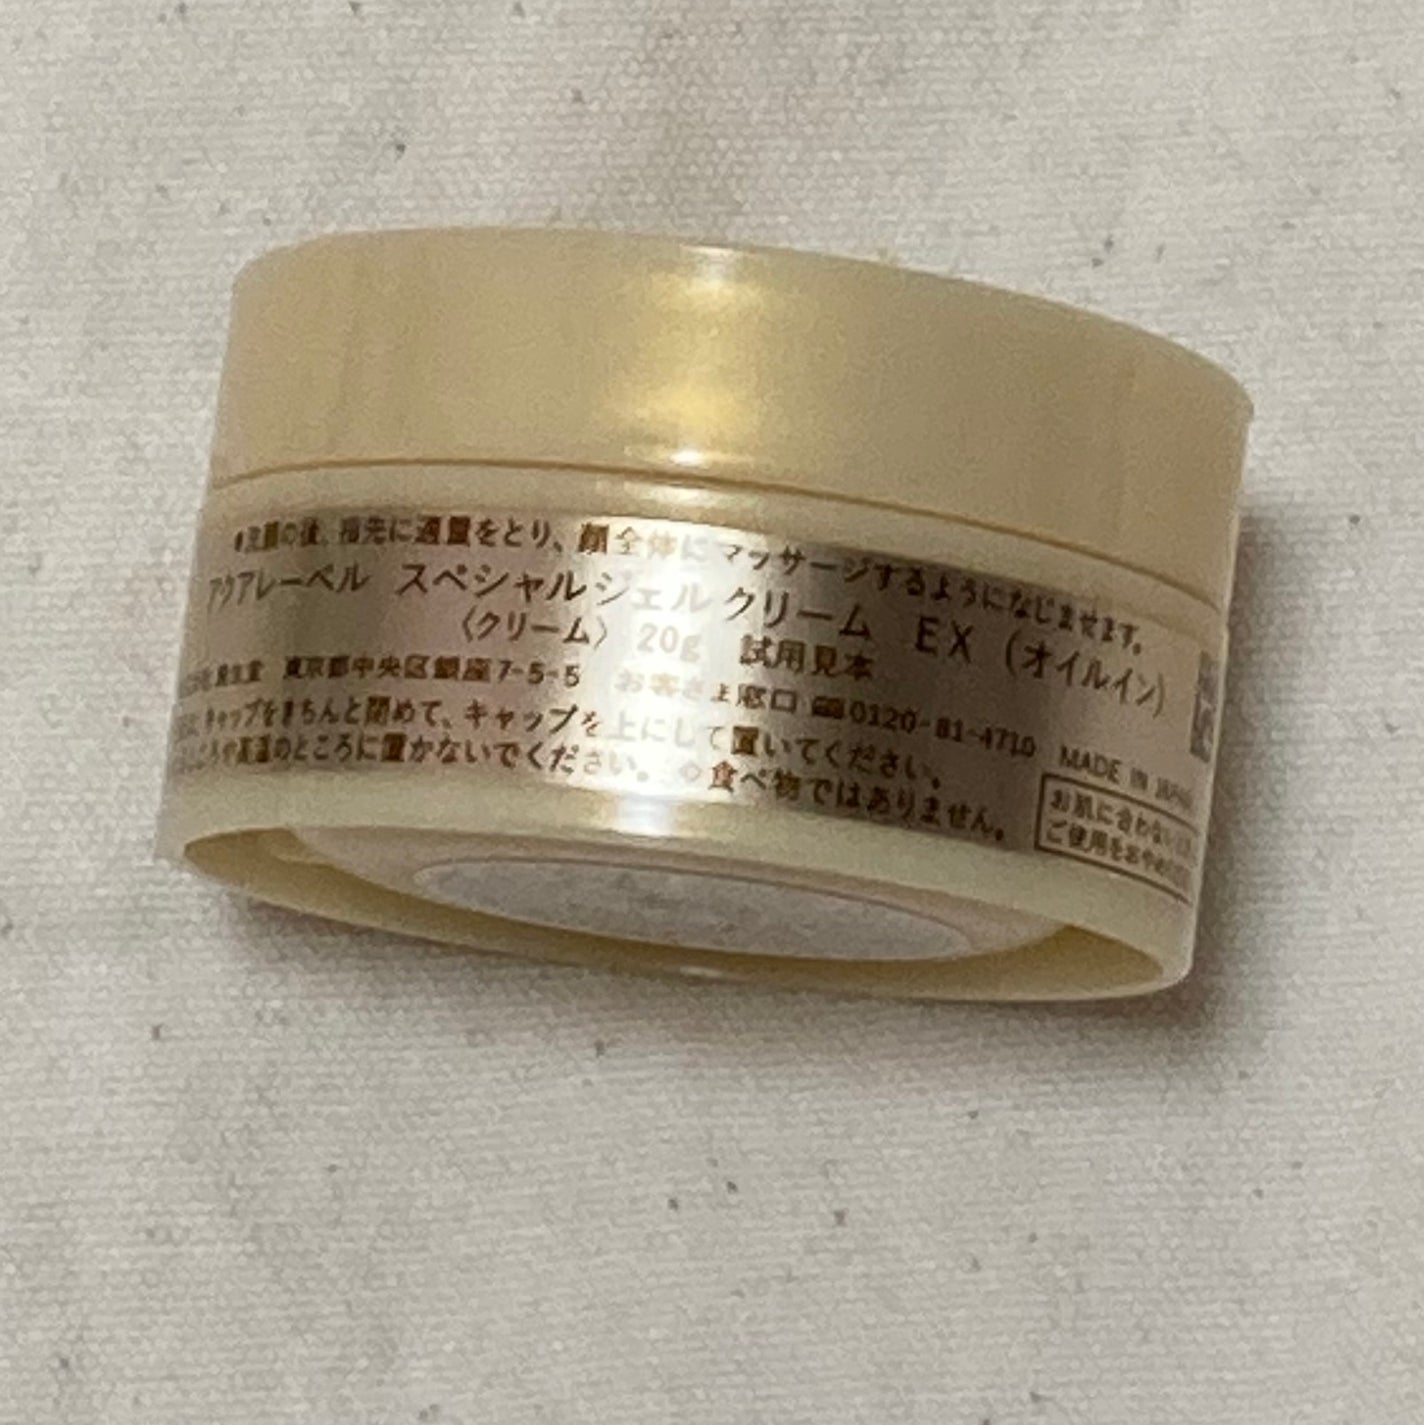 ●洗顔の後、指先に適量をとり、顔全体にマッサージするようになじませます。
アクアレーベル スペシャルジェルクリーム EX (オイルイン)
〈クリーム〉 20g 試用見本
資生堂 東京都中央区銀座7-5-5 お客さま窓口 0120-81-4710 MADE IN JAPAN
キャップをきちんと閉めて、キャップを上にして置いてください。
高温のところに置かないでください。◇食べ物ではありません。
お肌に合わない
ご使用をおやめ